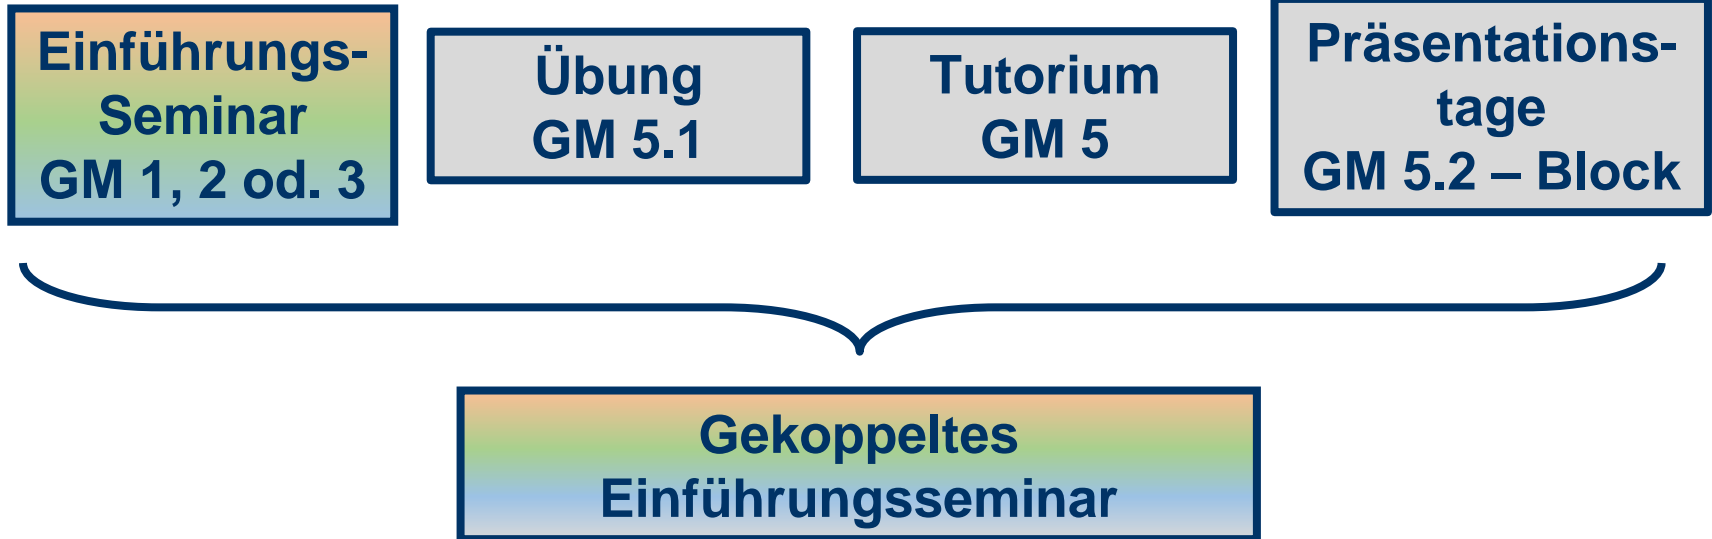 Einführungs-
Seminar
GM 1, 2 od. 3
Übung
GM 5.1
Tutorium
GM 5
Präsentations-
tage
GM 5.2 – Block
Gekoppeltes
Einführungsseminar